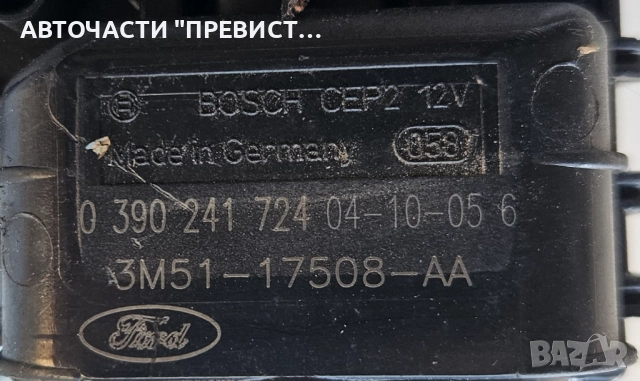 АВТОЧАСТИ "ПРЕВИСТ...
BOSCH CEP2 12V
Made in Germany 058
0 390 241 724 04-10-05 6
3M51-17508-AA
Ford
BAZAR